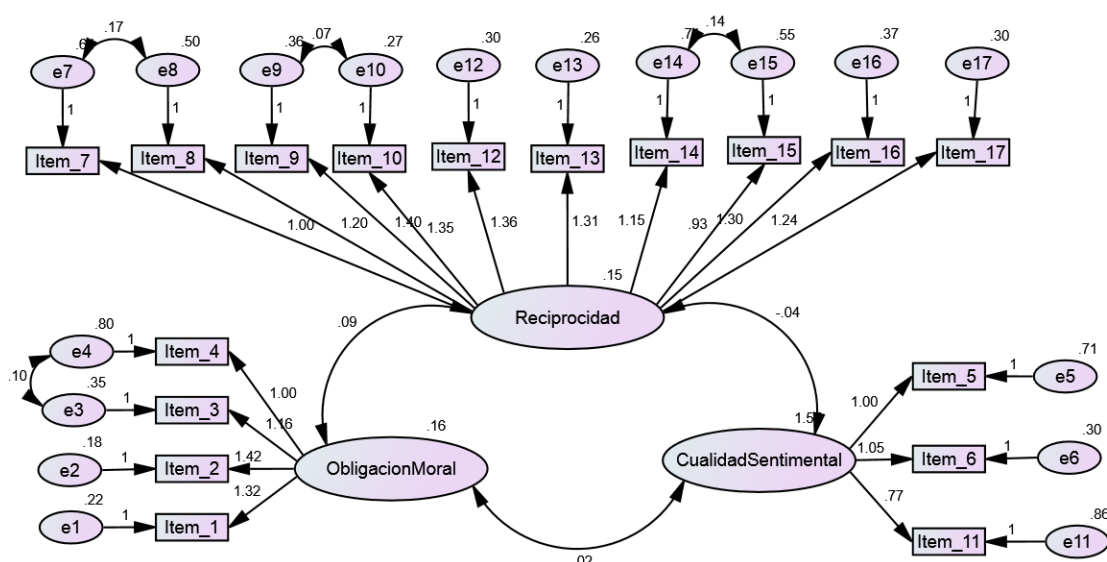 .17 .07 .14
.50 .36 .27 .30 .26 .55 .37 .30
e7 e8 e9 e10 e12 e13 e14 e15 e16 e17
1 1 1 1 1 1 1 1 1 1
Item_7 Item_8 Item_9 Item_10 Item_12 Item_13 Item_14 Item_15 Item_16 Item_17
1.00 1.20 1.40 1.35 1.36 1.31 1.15 .93 1.30 1.24
.15
Reciprocidad
.09 -.04
.80
e4 1 Item_4
.10
.35
e3 1 Item_3
.18
e2 1 Item_2
.22
e1 1 Item_1
1.00
1.16
1.42
1.32
.16
ObligacionMoral
CualidadSentimental
1.00
1.05
.77
.71
Item_5 1 e5
.30
Item_6 1 e6
.86
Item_11 1 e11